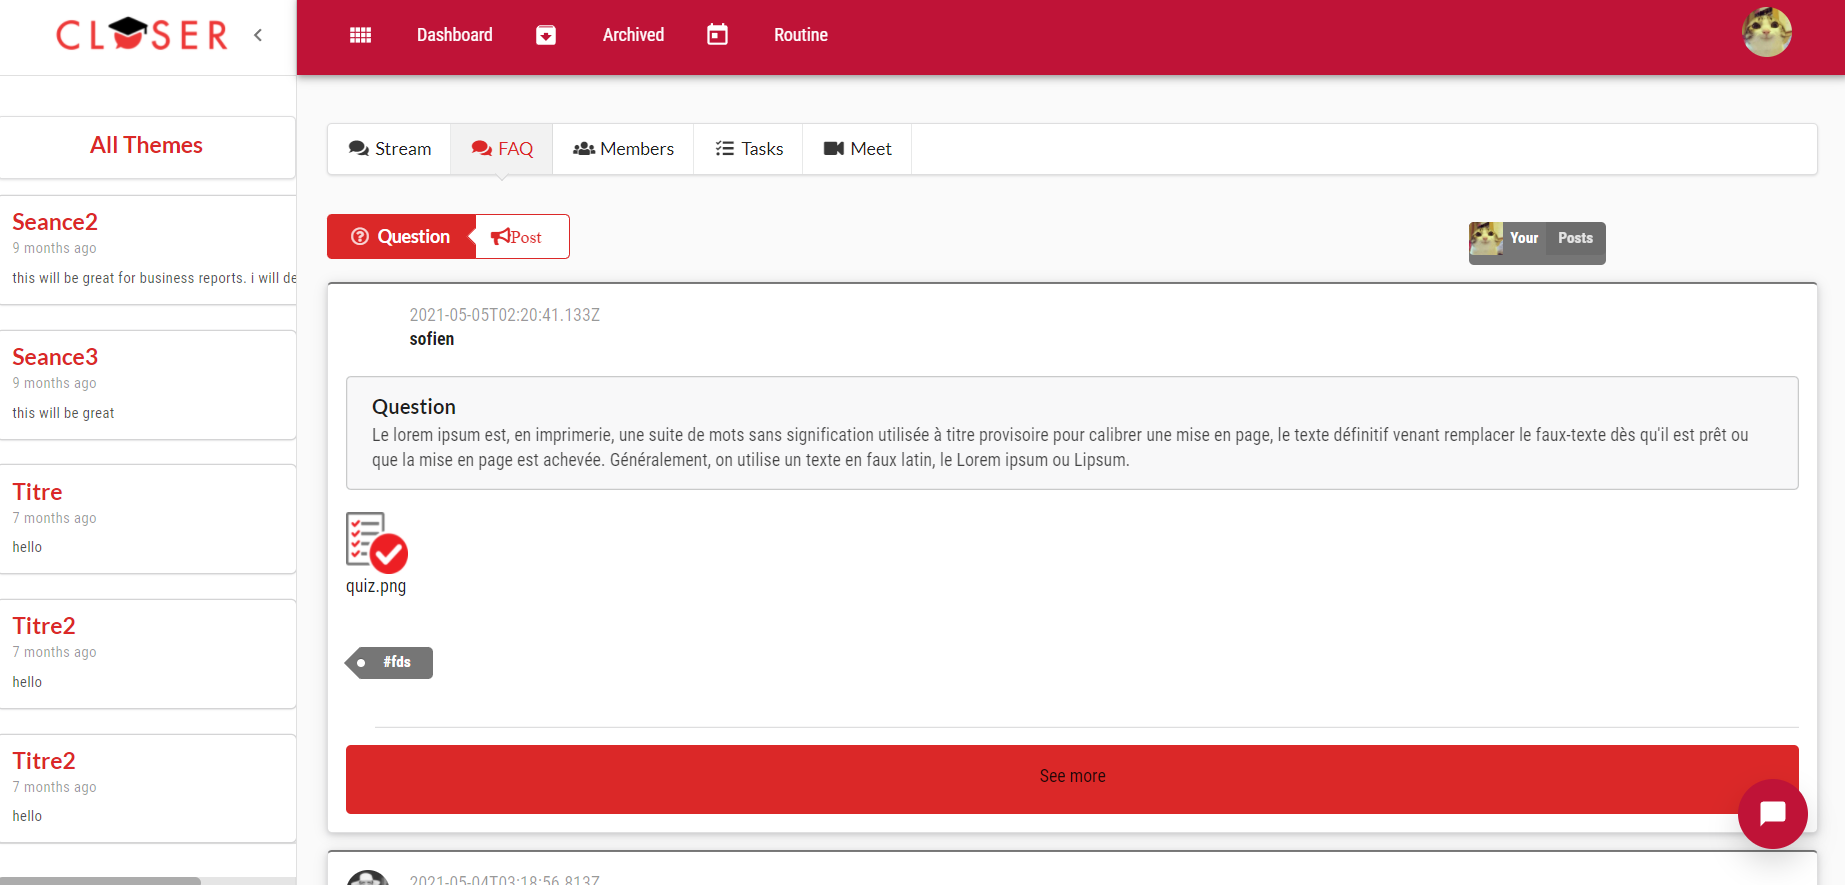 CLOSER
Dashboard
Archived
Routine
All Themes
Seance2
9 months ago
this will be great for business reports. i will de
Seance3
9 months ago
this will be great
Titre
7 months ago
hello
Titre2
7 months ago
hello
Titre2
7 months ago
hello
Stream
FAQ
Members
Tasks
Meet
Question
Post
Your Posts
2021-05-05T02:20:41.133Z
sofien
Question
Le lorem ipsum est, en imprimerie, une suite de mots sans signification utilisée à titre provisoire pour calibrer une mise en page, le texte définitif venant remplacer le faux-texte dès qu'il est prêt ou
que la mise en page est achevée. Généralement, on utilise un texte en faux latin, le Lorem ipsum ou Lipsum.
quiz.png
#fds
See more
2021-05-04T03:18:56.813Z